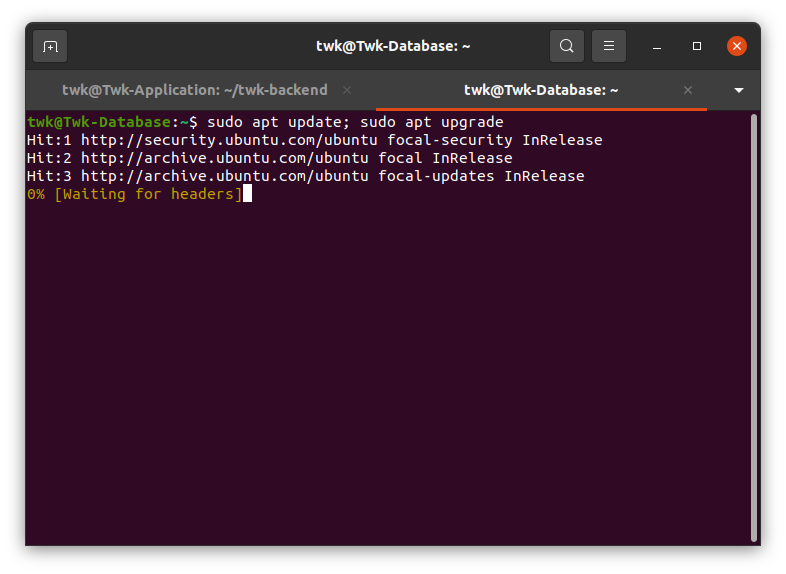 twk@Twk-Database: ~
twk@Twk-Application: ~/twk-backend
twk@Twk-Database: ~
twk@Twk-Database:~$ sudo apt update; sudo apt upgrade
Hit:1 http://security.ubuntu.com/ubuntu focal-security InRelease
Hit:2 http://archive.ubuntu.com/ubuntu focal InRelease
Hit:3 http://archive.ubuntu.com/ubuntu focal-updates InRelease
0% [Waiting for headers]